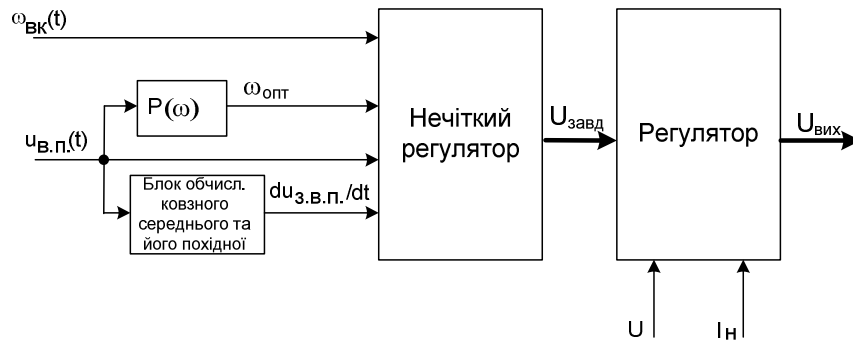 ωвк(t)
P(ω)
ωопт
uв.п.(t)
Блок обчисл.
ковзного
середнього та
його похідної
duз.в.п./dt
Нечіткий
регулятор
Uзавд
Регулятор
Uвих
U
Iн